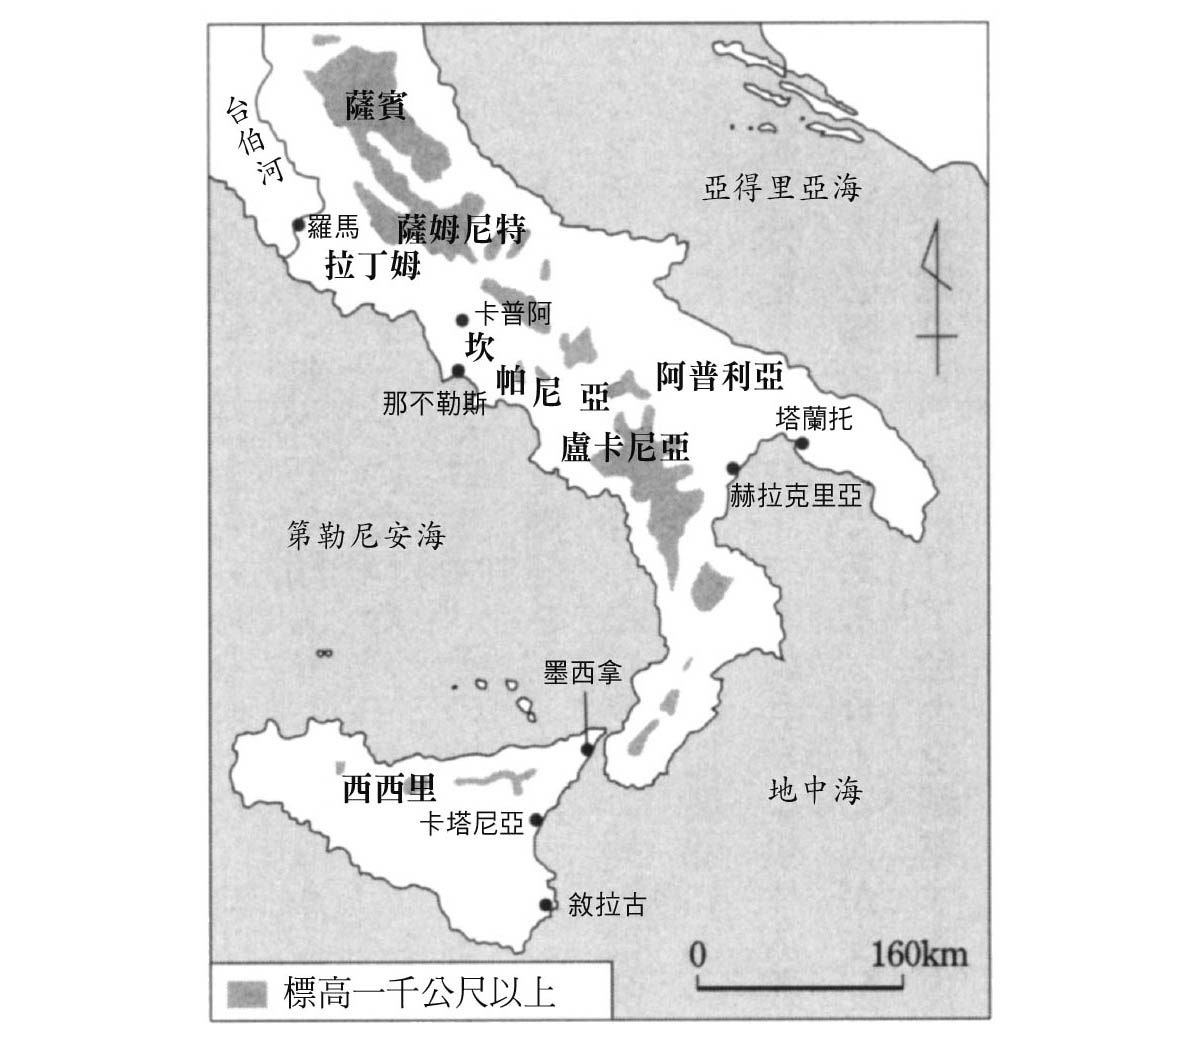 薩賓
台伯河
亞得里亞海
羅馬
薩姆尼特
拉丁姆
卡普阿
坎帕尼亞
阿普利亞
那不勒斯
塔蘭托
盧卡尼亞
赫拉克里亞
第勒尼安海
墨西拿
西西里
地中海
卡塔尼亞
敘拉古
0 160km
標高一千公尺以上